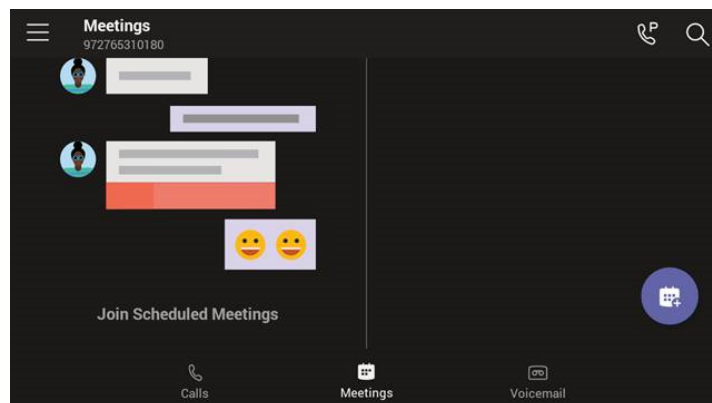 Meetings
972765310180
P
Join Scheduled Meetings
Calls
Meetings
Voicemail